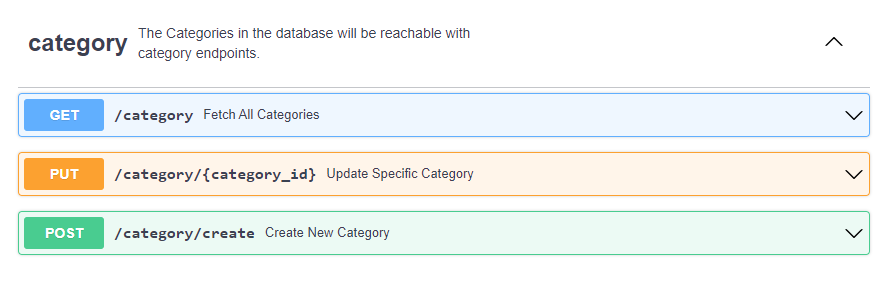 category
The Categories in the database will be reachable with
category endpoints.
GET /category Fetch All Categories
PUT /category/{category_id} Update Specific Category
POST /category/create Create New Category